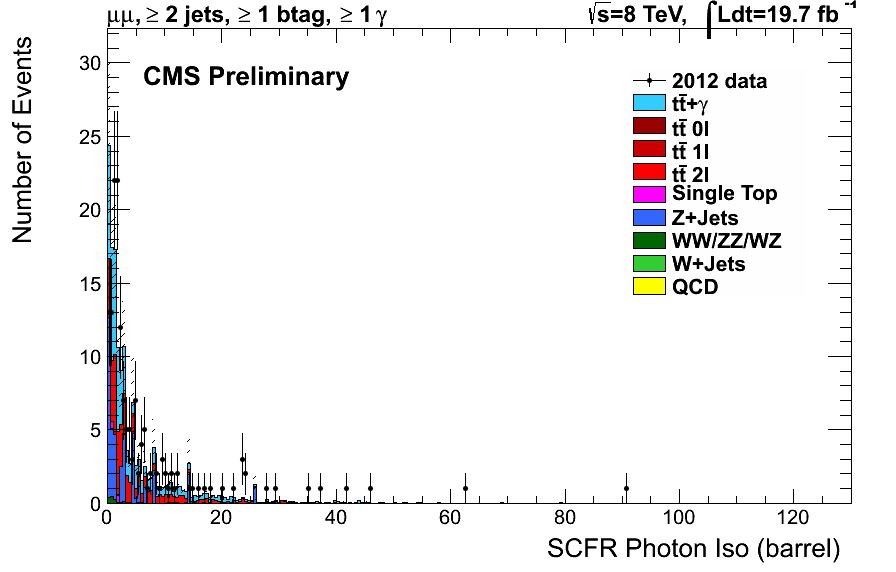 μμ, ≥ 2 jets, ≥ 1 btag, ≥ 1 γ
√s=8 TeV, ∫Ldt=19.7 fb⁻¹
CMS Preliminary
2012 data
tt̄+γ
tt̄ 0l
tt̄ 1l
tt̄ 2l
Single Top
Z+Jets
WW/ZZ/WZ
W+Jets
QCD
Number of Events
30
25
20
15
10
5
0
0 20 40 60 80 100 120
SCFR Photon Iso (barrel)